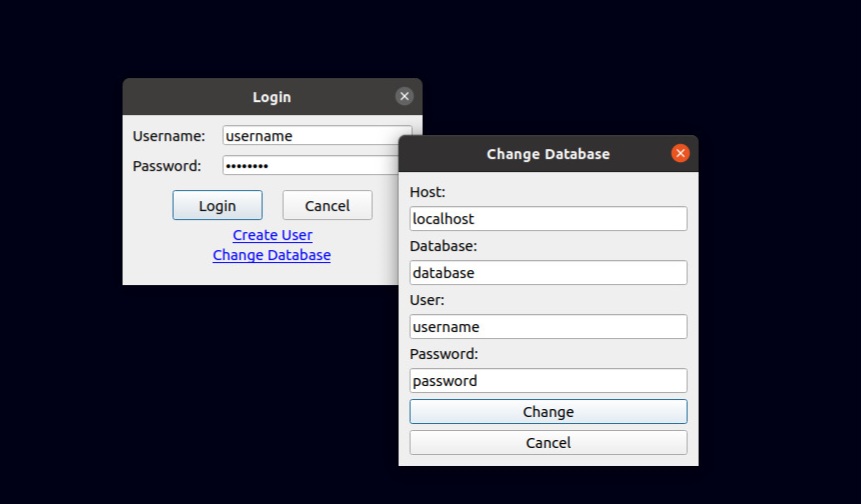 Login
Username: username
Password: ••••••••
Login Cancel
Create User
Change Database
Change Database
Host:
localhost
Database:
database
User:
username
Password:
password
Change
Cancel